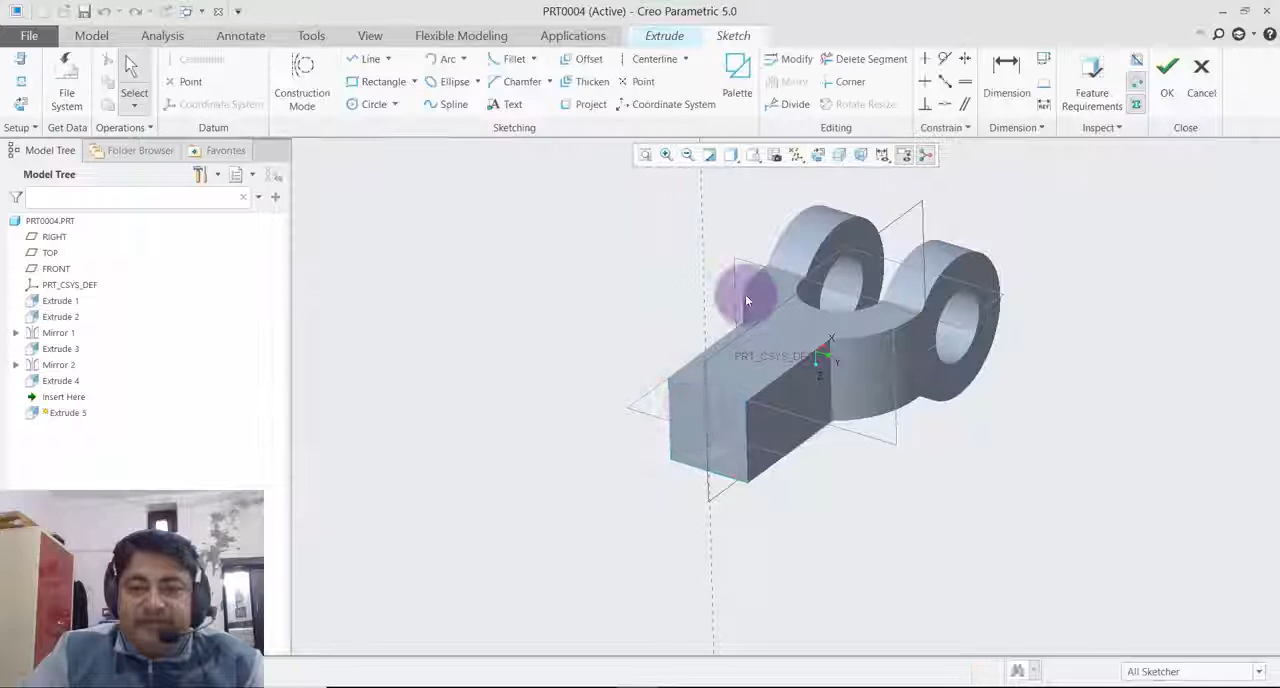 PRT0004 (Active) - Creo Parametric 5.0
File Model Analysis Annotate Tools View Flexible Modeling Applications Extrude Sketch
Centerline Line Arc Fillet Offset Centerline Modify Delete Segment
Point Rectangle Ellipse Chamfer Thicken Point Mirror Corner
File System Select Coordinate System Construction Mode Circle Spline Text Project Coordinate System Palette Divide Rotate Resize Dimension Feature Requirements OK Cancel
Setup Get Data Operations Datum Sketching Editing Constrain Dimension Inspect Close
Model Tree Folder Browser Favorites
Model Tree
PRT0004.PRT
RIGHT
TOP
FRONT
PRT_CSYS_DEF
Extrude 1
Extrude 2
Mirror 1
Extrude 3
Mirror 2
Extrude 4
Insert Here
Extrude 5
X
PRT_CSYS_DEF
Y
Z
All Sketcher